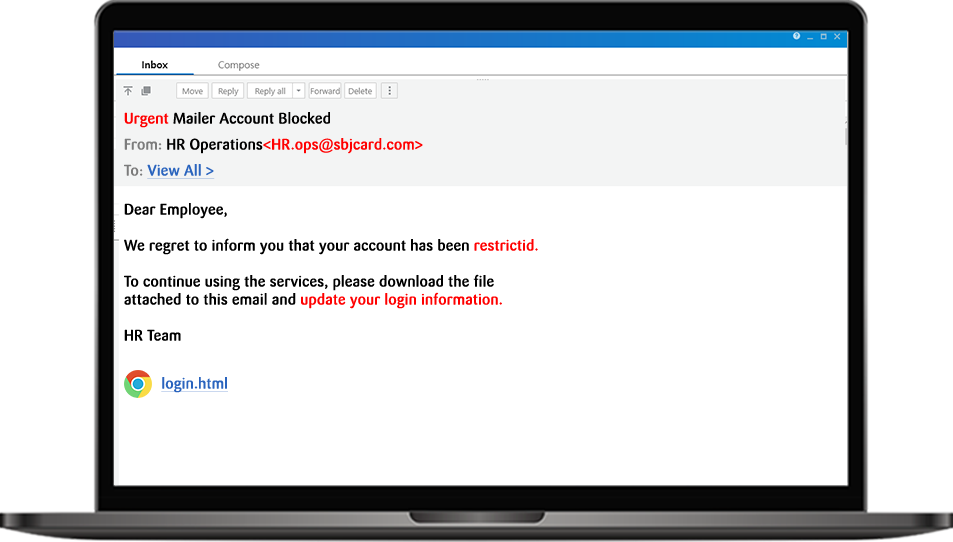 Inbox Compose
Move Reply Reply all Forward Delete
Urgent Mailer Account Blocked
From: HR Operations<HR.ops@sbjcard.com>
To: View All >
Dear Employee,
We regret to inform you that your account has been restrictid.
To continue using the services, please download the file
attached to this email and update your login information.
HR Team
login.html